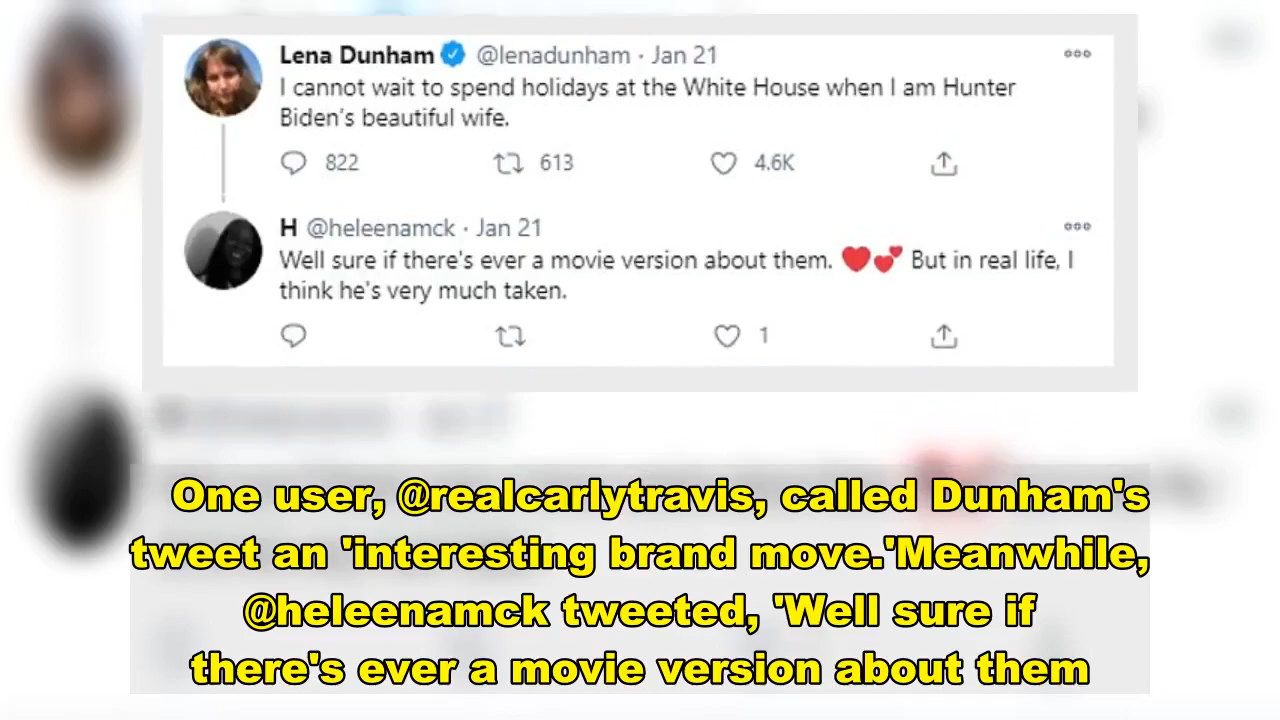 Lena Dunham @lenadunham · Jan 21
I cannot wait to spend holidays at the White House when I am Hunter
Biden's beautiful wife.
822 613 4.6K
H @heleenamck · Jan 21
Well sure if there's ever a movie version about them. ❤️💕 But in real life, I
think he's very much taken.
1
One user, @realcarlytravis, called Dunham's
tweet an 'interesting brand move.'Meanwhile,
@heleenamck tweeted, 'Well sure if
there's ever a movie version about them